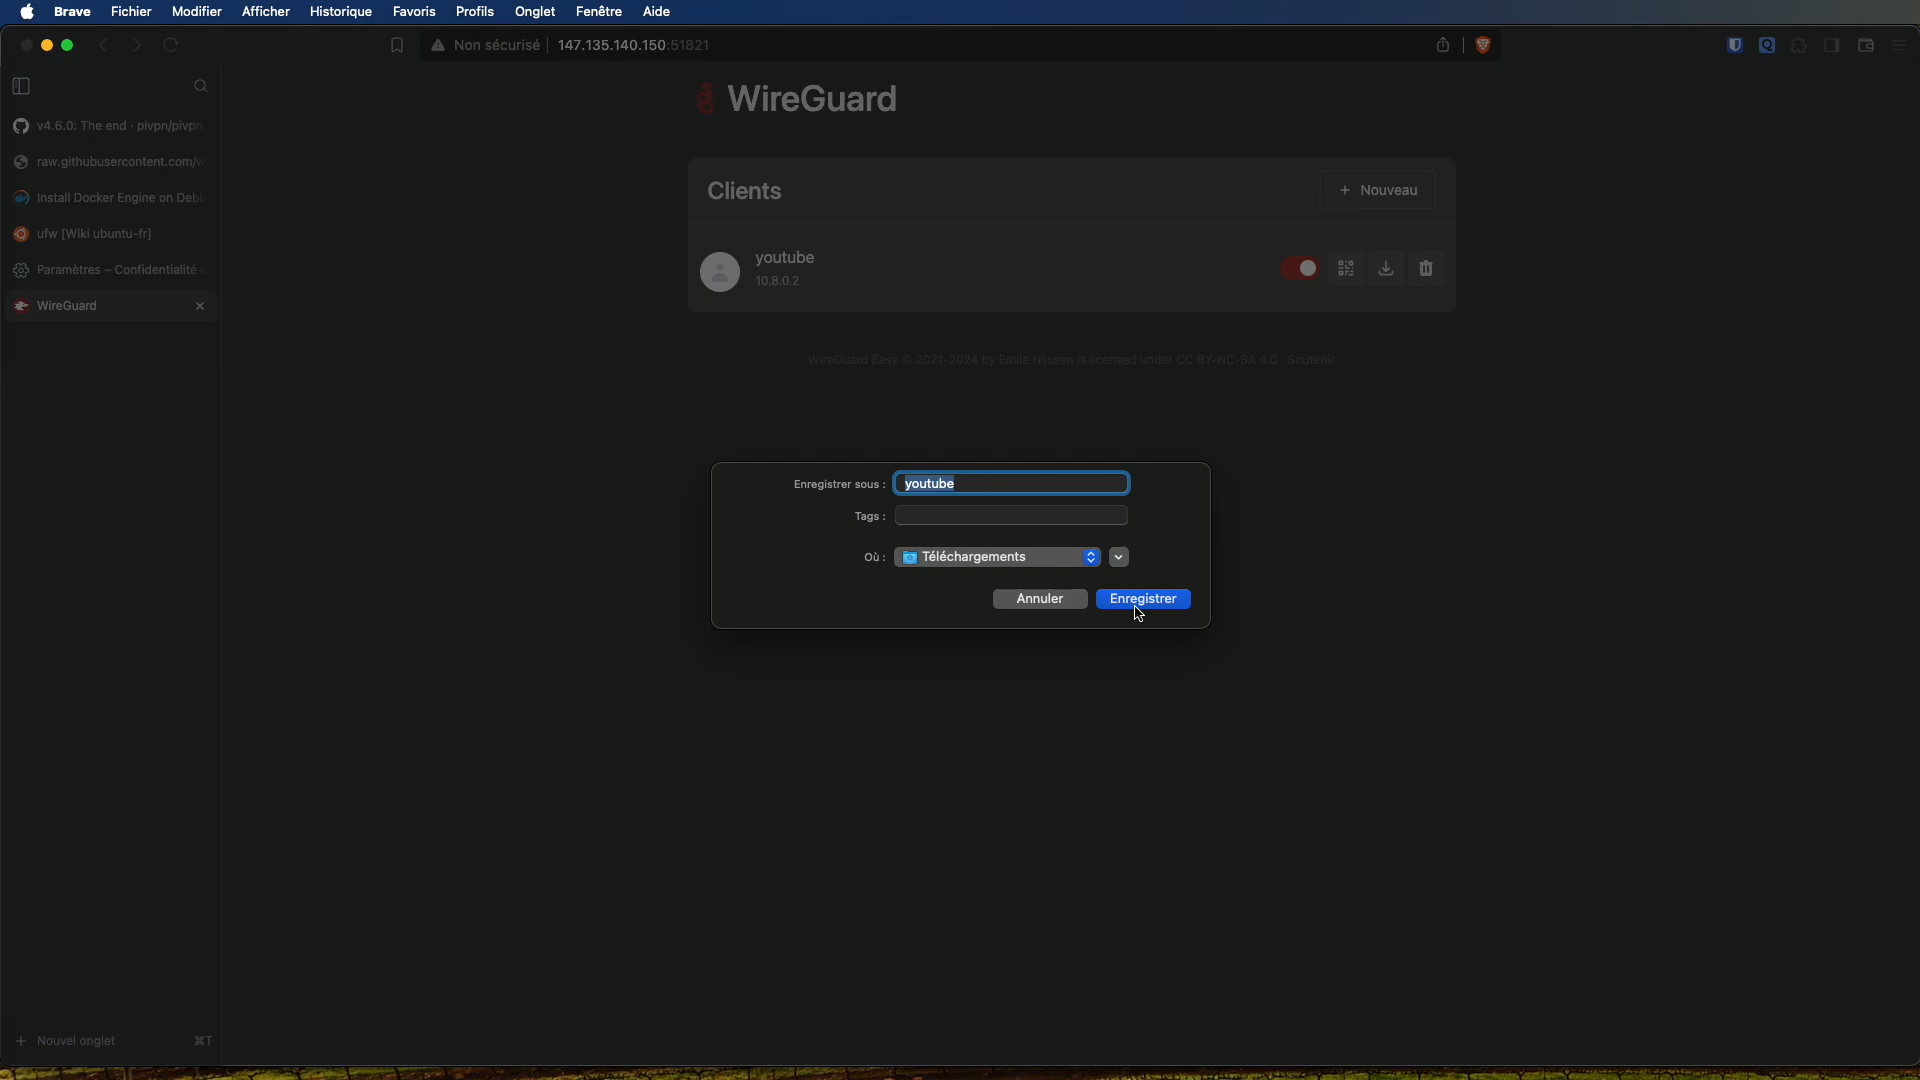 Brave Fichier Modifier Afficher Historique Favoris Profils Onglet Fenêtre Aide
Non sécurisé 147.135.140.150:51821
v4.6.0: The end · pivpn/pivpn
raw.githubusercontent.com/w
Install Docker Engine on Debi
ufw [Wiki ubuntu-fr]
Paramètres – Confidentialité
WireGuard
WireGuard
Clients
+ Nouveau
youtube
10.8.0.2
WireGuard Easy © 2021-2024 by Emile Nijssen is licensed under CC BY-NC-SA 4.0 · Soutenir
Enregistrer sous : youtube
Tags :
Où : Téléchargements
Annuler Enregistrer
+ Nouvel onglet ⌘T